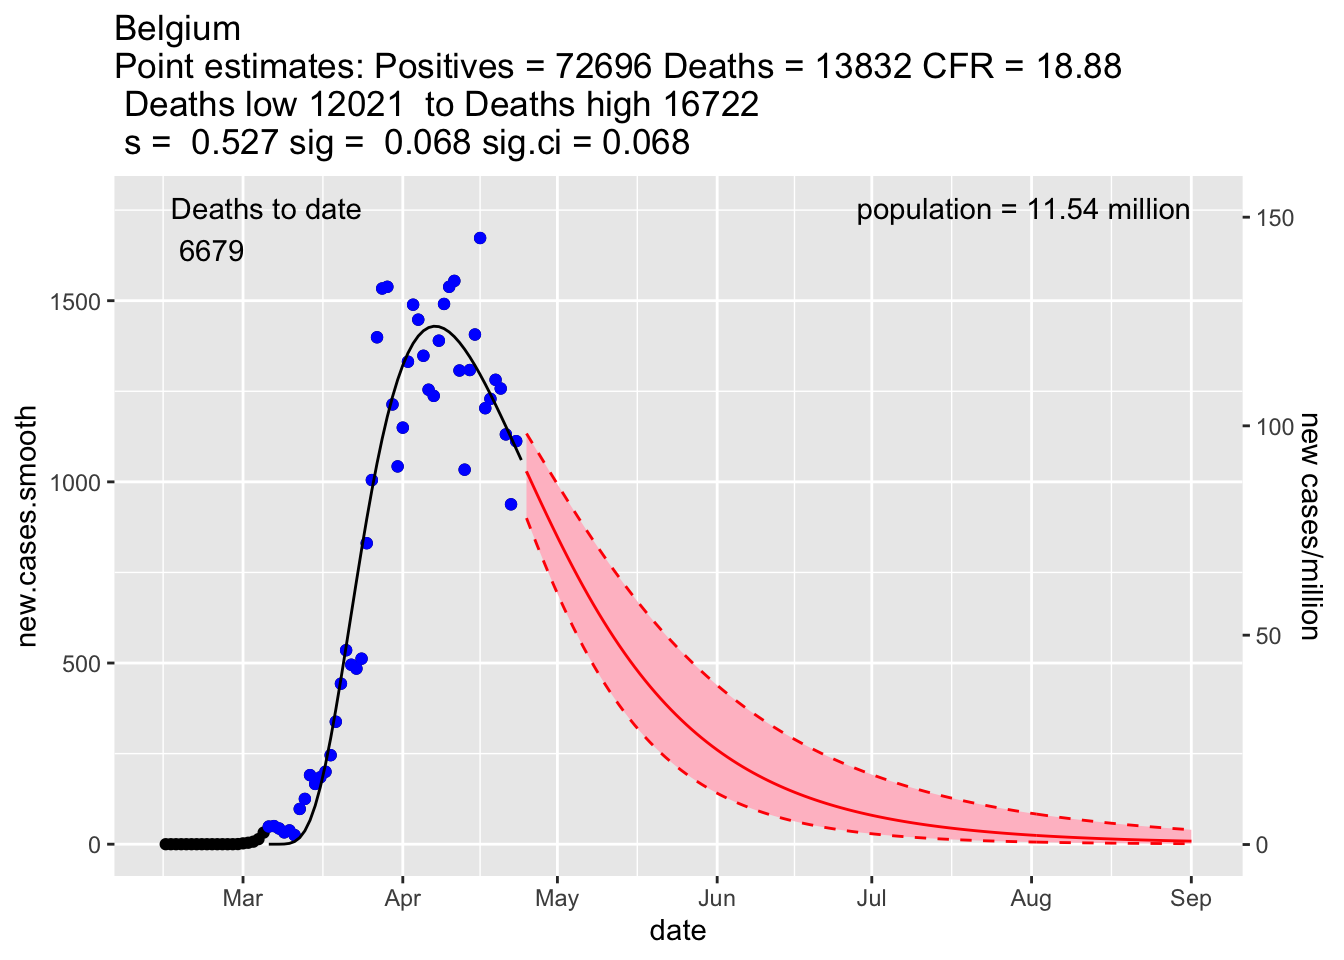 Belgium
Point estimates: Positives = 72696 Deaths = 13832 CFR = 18.88
Deaths low 12021  to Deaths high 16722
s =  0.527 sig =  0.068 sig.ci = 0.068
Deaths to date
6679
population = 11.54 million
1500
1000
500
0
new.cases.smooth
150
100
50
0
new cases/million
Mar Apr May Jun Jul Aug Sep
date